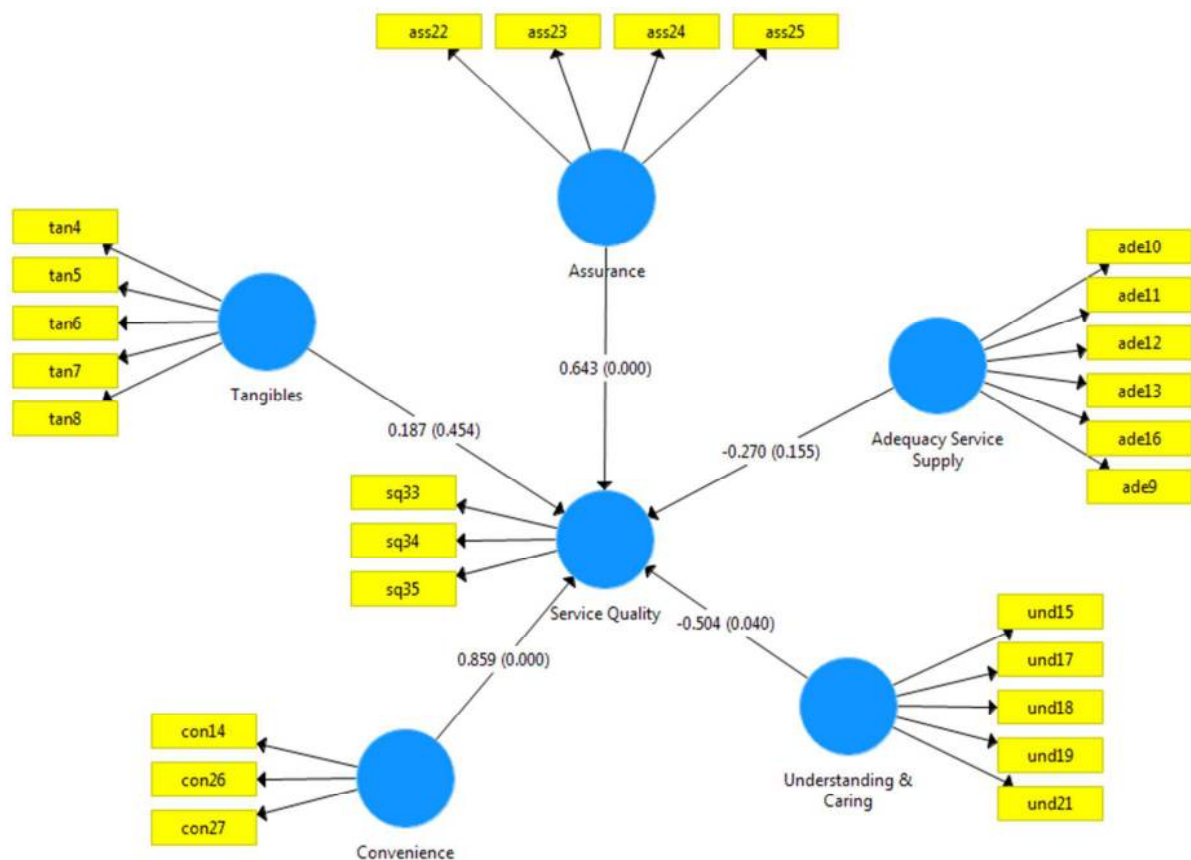 ass22
ass23
ass24
ass25
Assurance
tan4
tan5
tan6
tan7
tan8
Tangibles
ade10
ade11
ade12
ade13
ade16
ade9
Adequacy Service
Supply
0.643 (0.000)
0.187 (0.454)
-0.270 (0.155)
sq33
sq34
sq35
Service Quality
-0.504 (0.040)
0.859 (0.000)
und15
und17
und18
und19
und21
Understanding &
Caring
con14
con26
con27
Convenience